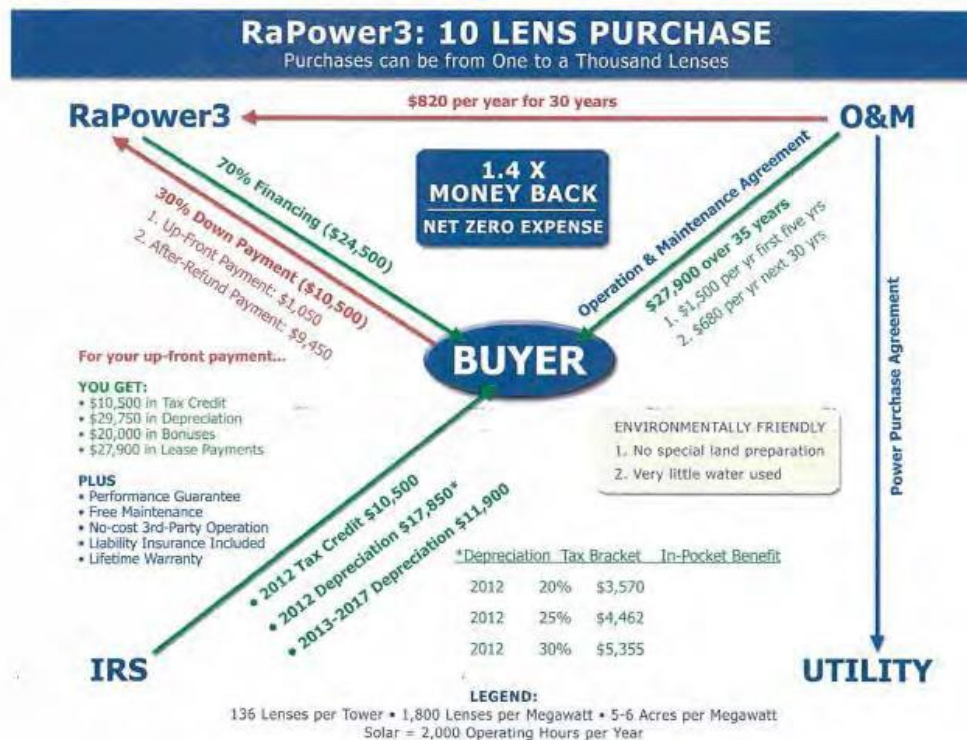 RaPower3: 10 LENS PURCHASE
Purchases can be from One to a Thousand Lenses
RaPower3
$820 per year for 30 years
O&M
1.4 X
MONEY BACK
NET ZERO EXPENSE
70% Financing ($24,500)
30% Down Payment ($10,500)
1. Up-Front Payment: $1,050
2. After-Refund Payment: $9,450
Operation & Maintenance Agreement
$27,900 over 35 years
1. $1,500 per yr first five yrs
2. $680 per yr next 30 yrs
Power Purchase Agreement
BUYER
For your up-front payment...
YOU GET:
• $10,500 in Tax Credit
• $29,750 in Depreciation
• $20,000 in Bonuses
• $27,900 in Lease Payments
PLUS
• Performance Guarantee
• Free Maintenance
• No-cost 3rd-Party Operation
• Liability Insurance Included
• Lifetime Warranty
ENVIRONMENTALLY FRIENDLY
1. No special land preparation
2. Very little water used
• 2012 Tax Credit $10,500
• 2012 Depreciation $17,850*
• 2013-2017 Depreciation $11,900
*Depreciation Tax Bracket In-Pocket Benefit
2012 20% $3,570
2012 25% $4,462
2012 30% $5,355
IRS
UTILITY
LEGEND:
136 Lenses per Tower • 1,800 Lenses per Megawatt • 5-6 Acres per Megawatt
Solar = 2,000 Operating Hours per Year